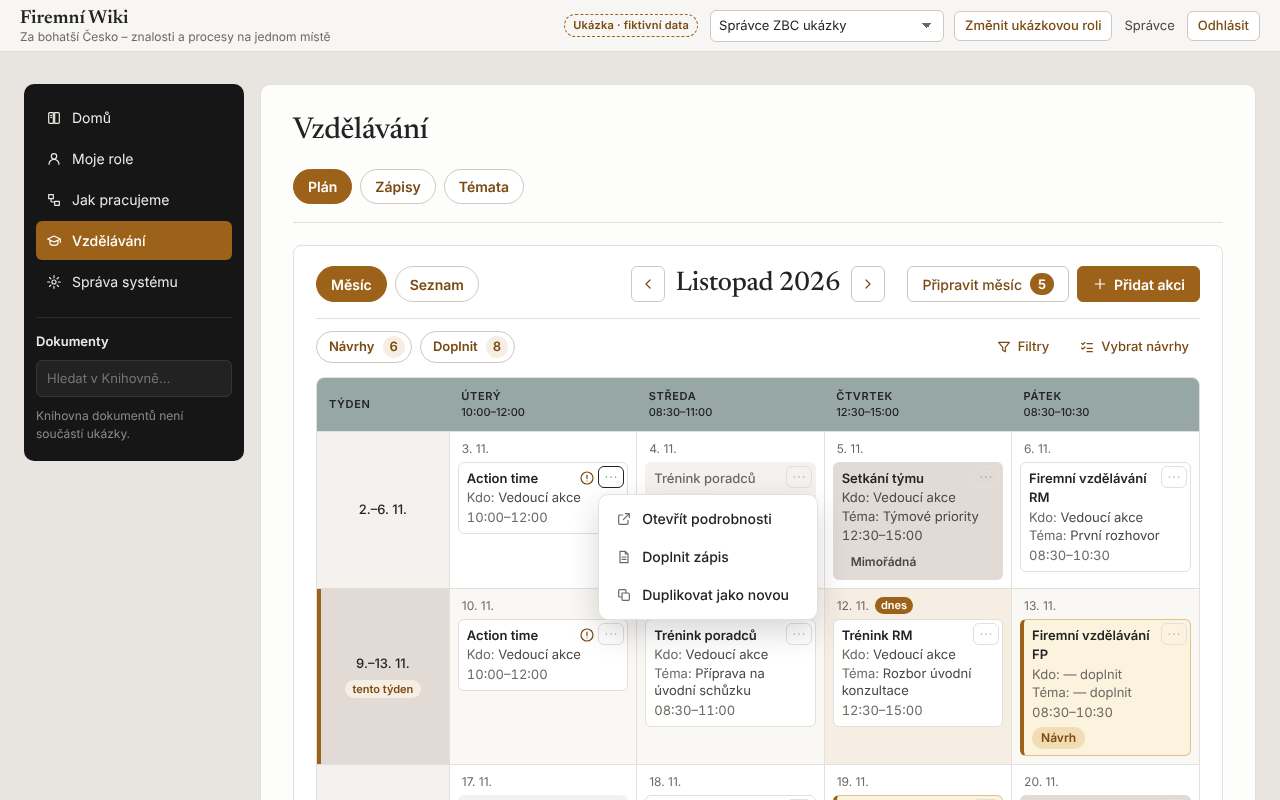 Firemní Wiki
Za bohatší Česko – znalosti a procesy na jednom místě
Ukázka · fiktivní data
Správce ZBC ukázky
Změnit ukázkovou roli
Správce
Odhlásit
Domů
Moje role
Jak pracujeme
Vzdělávání
Správa systému
Dokumenty
Hledat v Knihovně...
Knihovna dokumentů není
součástí ukázky.
Vzdělávání
Plán
Zápisy
Témata
Měsíc
Seznam
Listopad 2026
Připravit měsíc 5
Přidat akci
Návrhy 6
Doplnit 8
Filtry
Vybrat návrhy
TÝDEN
ÚTERÝ
10:00–12:00
STŘEDA
08:30–11:00
ČTVRTEK
12:30–15:00
PÁTEK
08:30–10:30
2.–6. 11.
3. 11.
Action time
Kdo: Vedoucí akce
10:00–12:00
4. 11.
Trénink poradců
Otevřít podrobnosti
Doplnit zápis
Duplikovat jako novou
5. 11.
Setkání týmu
Kdo: Vedoucí akce
Téma: Týmové priority
12:30–15:00
Mimořádná
6. 11.
Firemní vzdělávání
RM
Kdo: Vedoucí akce
Téma: První rozhovor
08:30–10:30
9.–13. 11.
tento týden
10. 11.
Action time
Kdo: Vedoucí akce
10:00–12:00
Trénink poradců
Kdo: Vedoucí akce
Téma: Příprava na
úvodní schůzku
08:30–11:00
12. 11. dnes
Trénink RM
Kdo: Vedoucí akce
Téma: Rozbor úvodní
konzultace
12:30–15:00
13. 11.
Firemní vzdělávání
FP
Kdo: — doplnit
Téma: — doplnit
08:30–10:30
Návrh
17. 11.
18. 11.
19. 11.
20. 11.